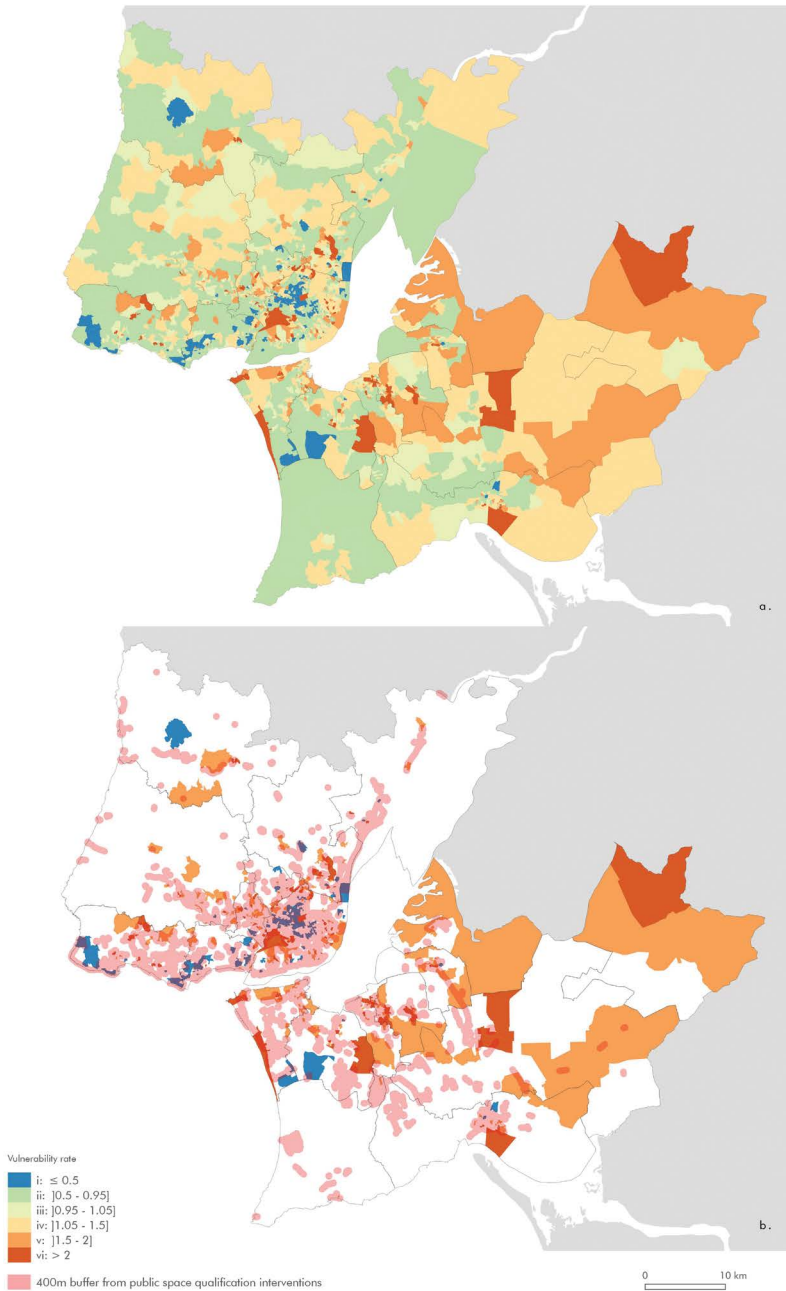 a.
b.
Vulnerability rate
i: ≤ 0.5
ii: ]0.5 - 0.95]
iii: ]0.95 - 1.05]
iv: ]1.05 - 1.5]
v: ]1.5 - 2]
vi: > 2
400m buffer from public space qualification interventions
0 10 km